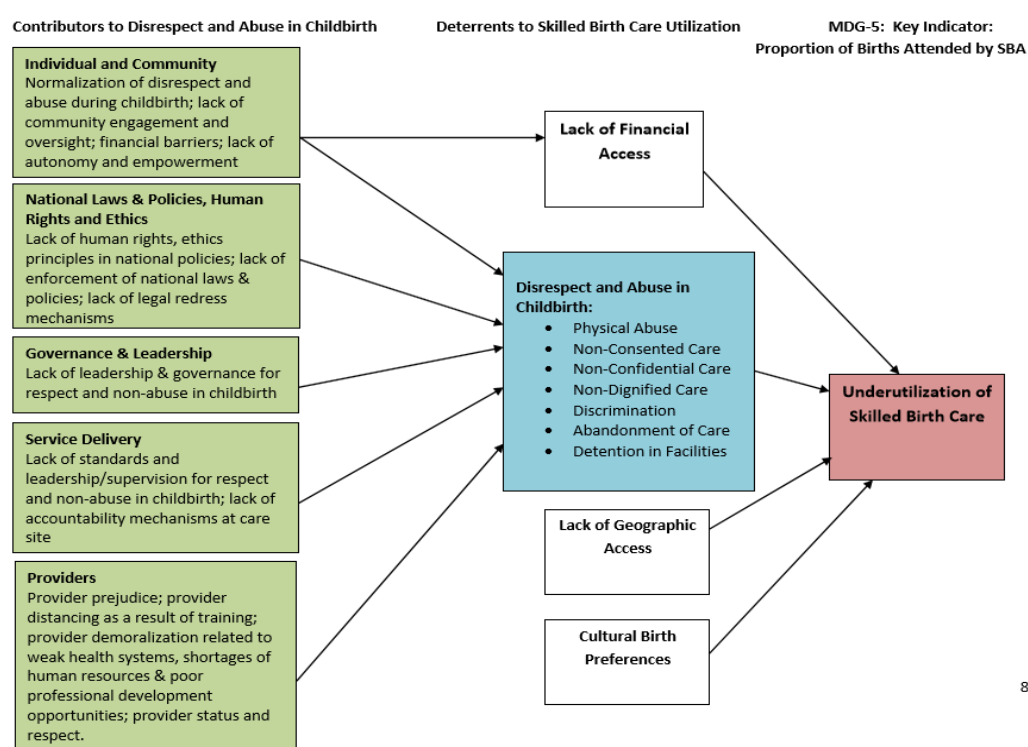 Contributors to Disrespect and Abuse in Childbirth
Deterrents to Skilled Birth Care Utilization
MDG-5:  Key Indicator:
Proportion of Births Attended by SBA
Individual and Community
Normalization of disrespect and
abuse during childbirth; lack of
community engagement and
oversight; financial barriers; lack of
autonomy and empowerment
National Laws & Policies, Human
Rights and Ethics
Lack of human rights, ethics
principles in national policies; lack of
enforcement of national laws &
policies; lack of legal redress
mechanisms
Governance & Leadership
Lack of leadership & governance for
respect and non-abuse in childbirth
Service Delivery
Lack of standards and
leadership/supervision for respect
and non-abuse in childbirth; lack of
accountability mechanisms at care
site
Providers
Provider prejudice; provider
distancing as a result of training;
provider demoralization related to
weak health systems, shortages of
human resources & poor
professional development
opportunities; provider status and
respect.
Lack of Financial
Access
Disrespect and Abuse in
Childbirth:
• Physical Abuse
• Non-Consented Care
• Non-Confidential Care
• Non-Dignified Care
• Discrimination
• Abandonment of Care
• Detention in Facilities
Lack of Geographic
Access
Cultural Birth
Preferences
Underutilization of
Skilled Birth Care
8